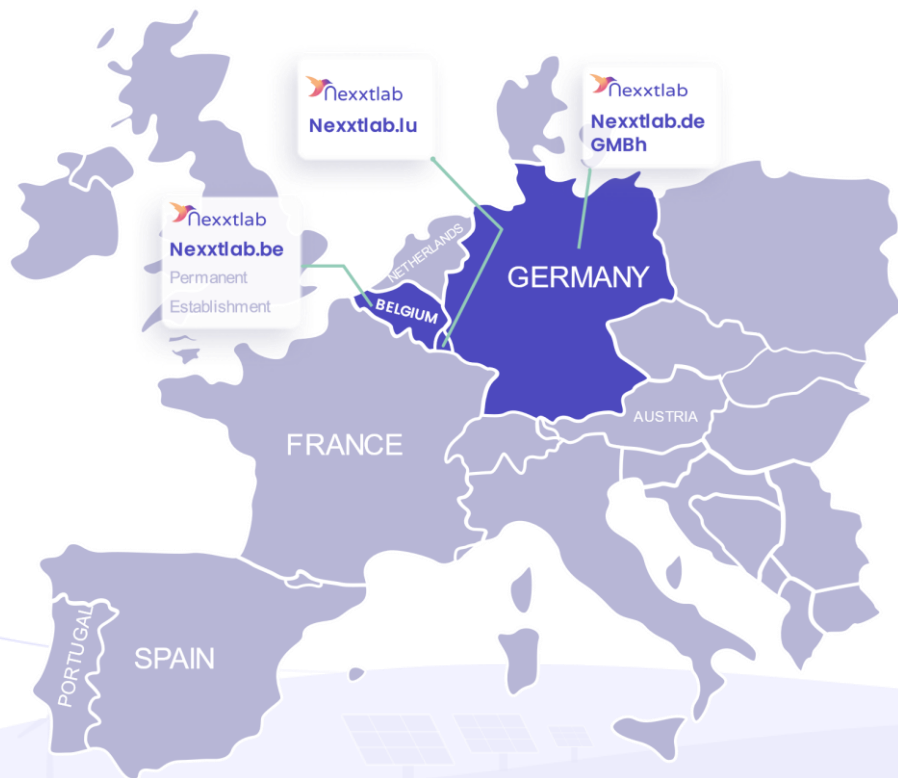 nexxtlab
Nexxtlab.lu
nexxtlab
Nexxtlab.de
GMBh
nexxtlab
Nexxtlab.be
Permanent
Establishment
NETHERLANDS
GERMANY
BELGIUM
AUSTRIA
FRANCE
PORTUGAL
SPAIN